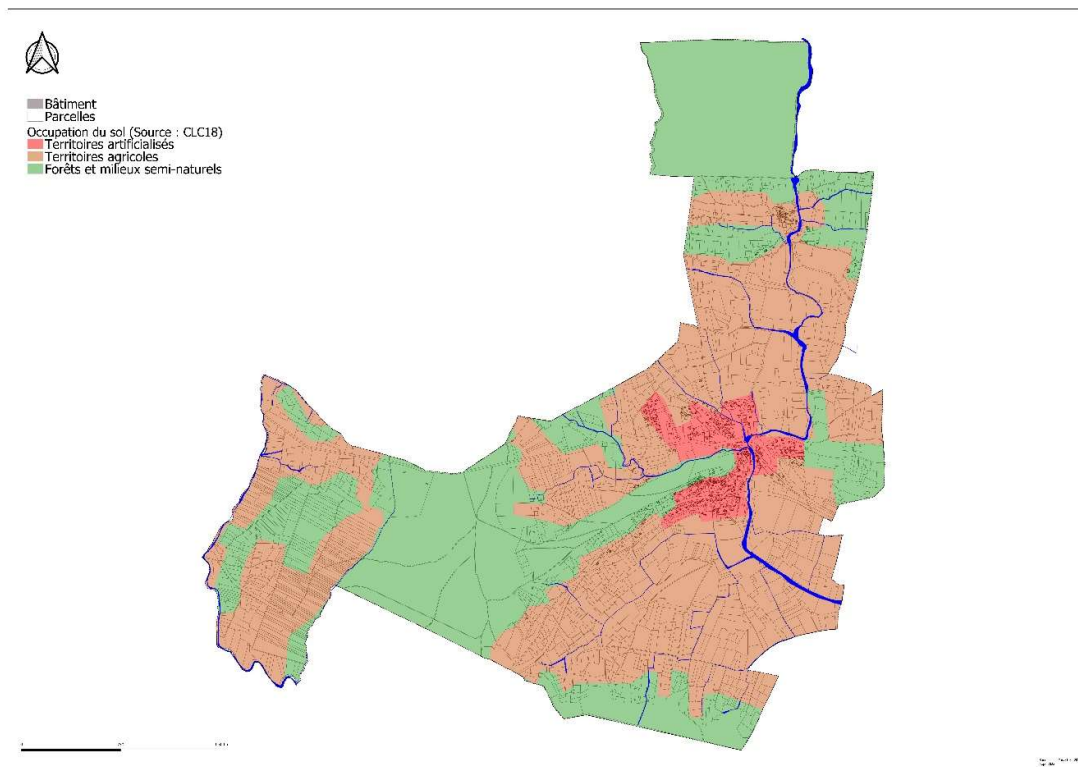 Bâtiment
Parcelles
Occupation du sol (Source : CLC18)
Territoires artificialisés
Territoires agricoles
Forêts et milieux semi-naturels